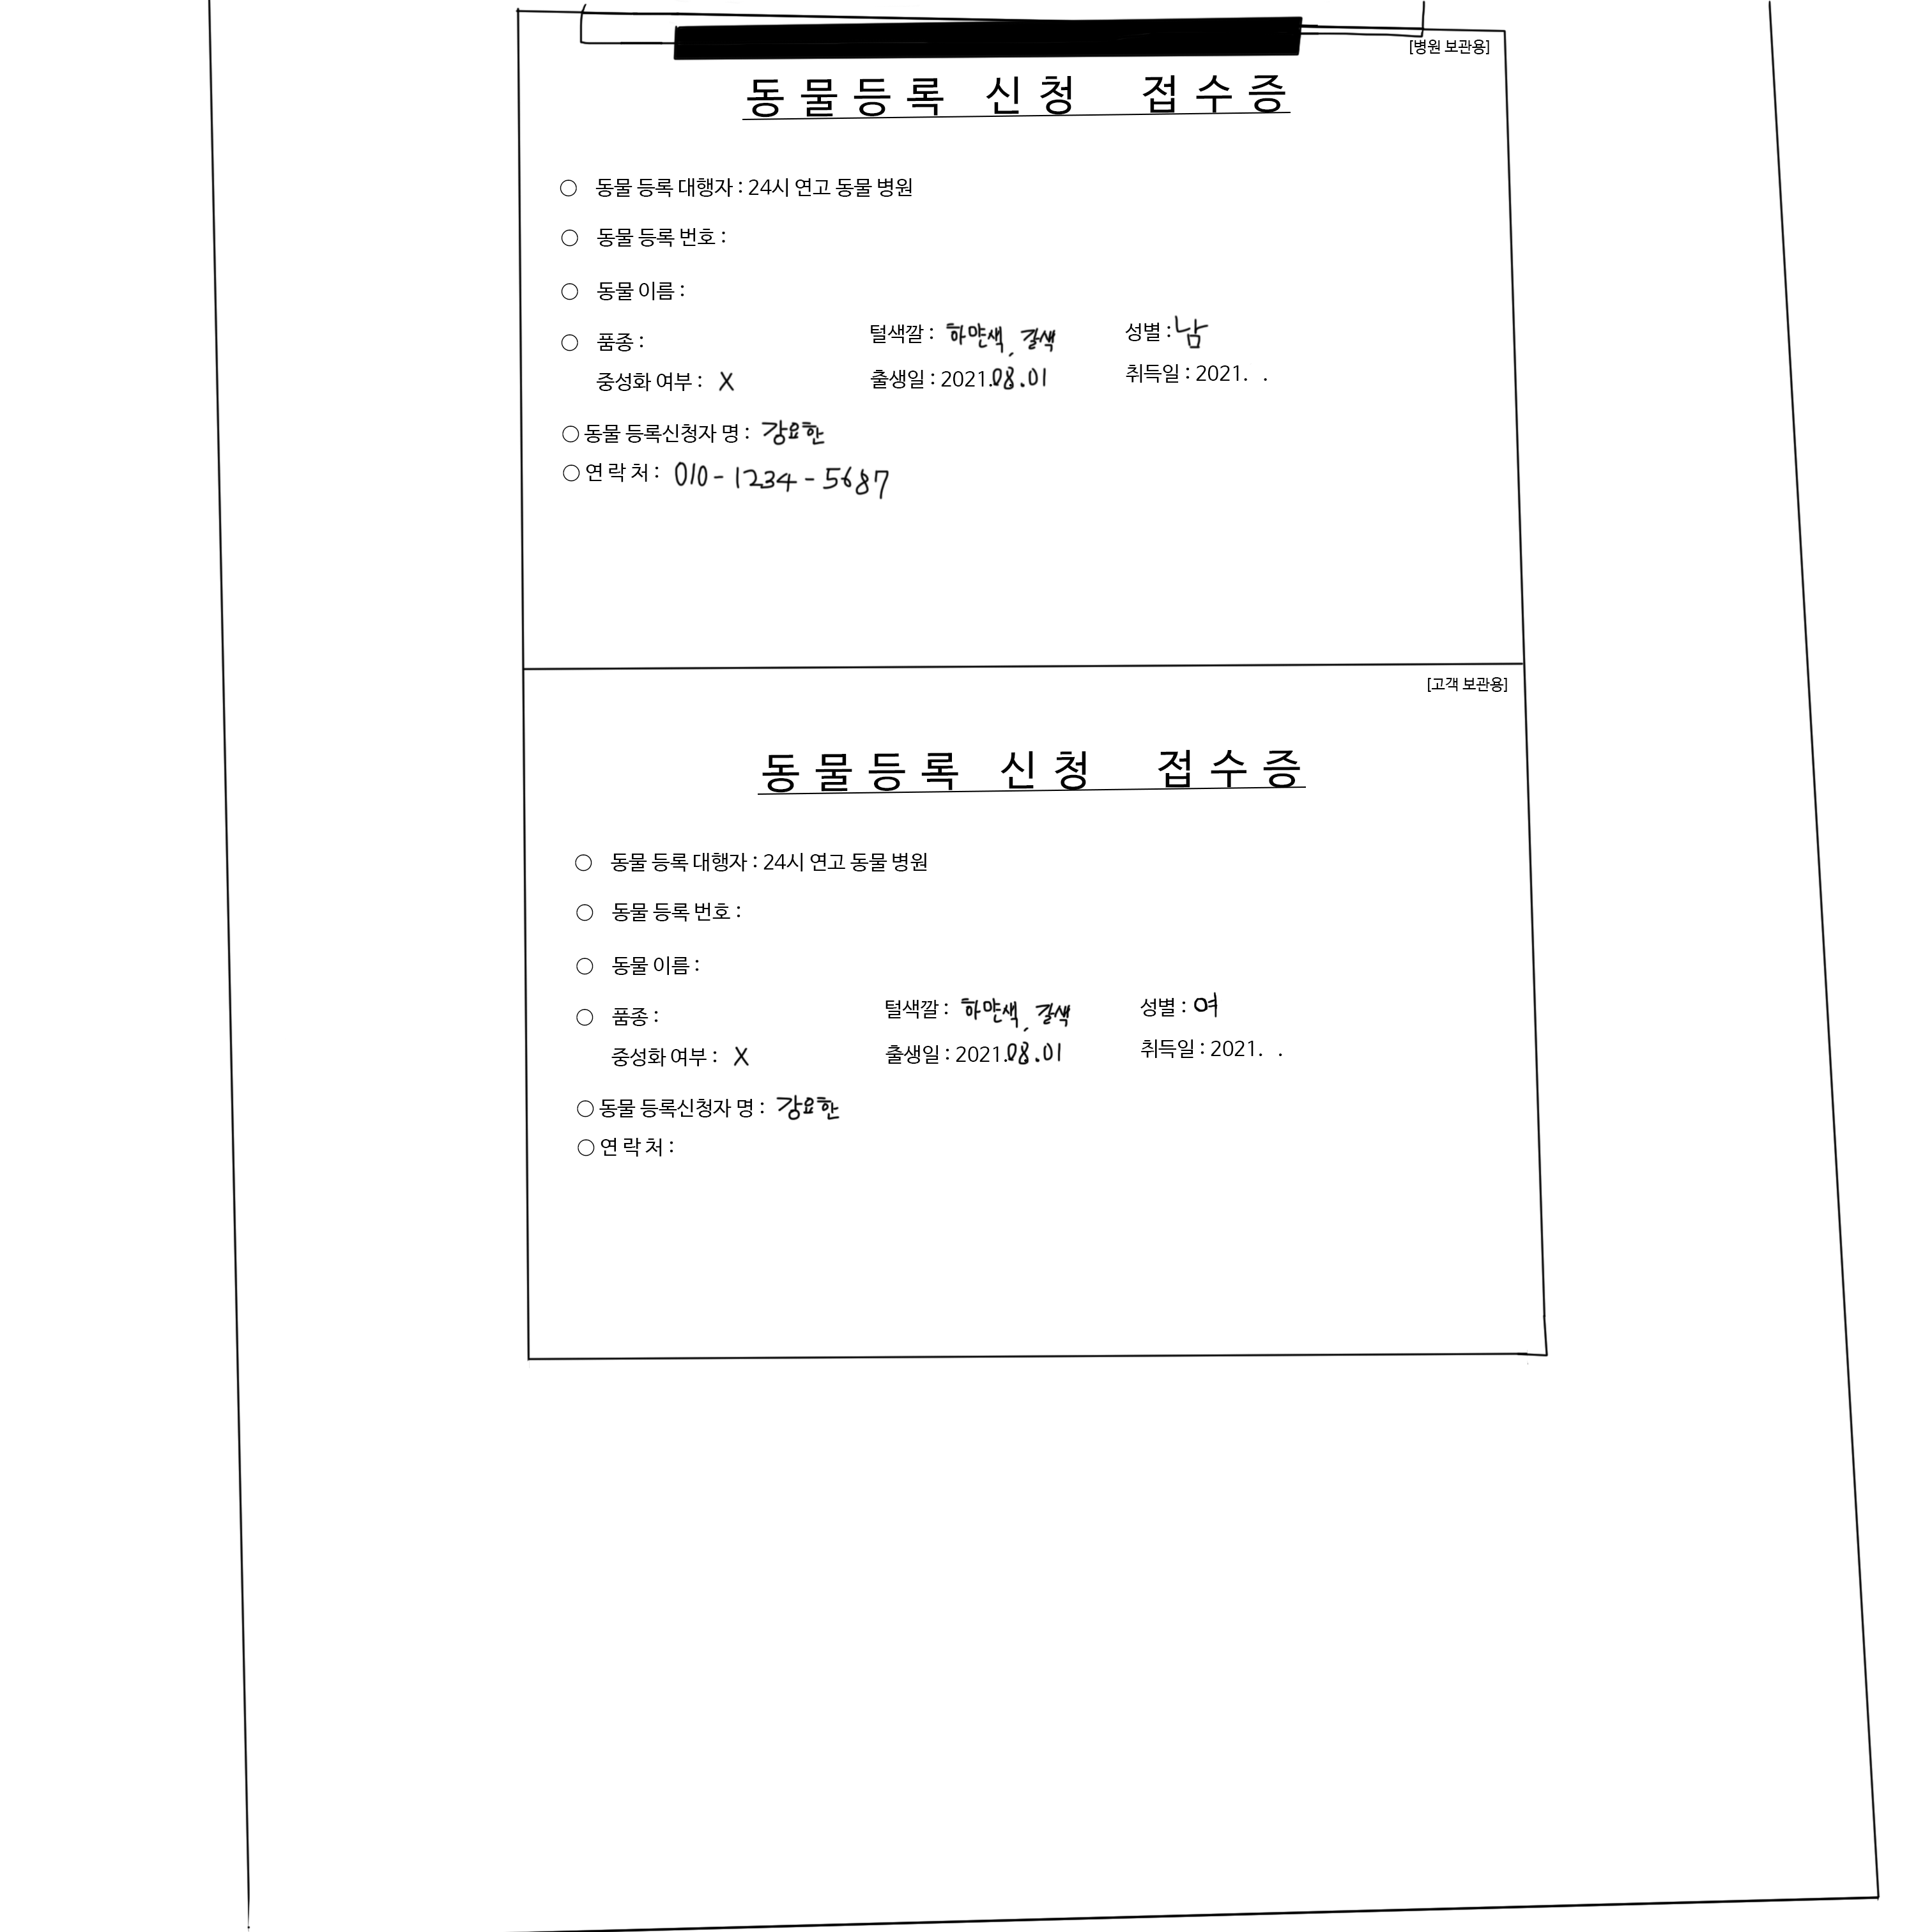 [병원 보관용]
동물등록 신청 접수증
○ 동물 등록 대행자 : 24시 연고 동물 병원
○ 동물 등록 번호 :
○ 동물 이름 :
○ 품종 : 털색깔 : 하얀색, 갈색 성별 : 남
중성화 여부 : X 출생일 : 2021.08.01 취득일 : 2021. .
○ 동물 등록신청자 명 : 강요한
○ 연 락 처 : 010-1234-5687
[고객 보관용]
동물등록 신청 접수증
○ 동물 등록 대행자 : 24시 연고 동물 병원
○ 동물 등록 번호 :
○ 동물 이름 :
○ 품종 : 털색깔 : 하얀색, 갈색 성별 : 여
중성화 여부 : X 출생일 : 2021.08.01 취득일 : 2021. .
○ 동물 등록신청자 명 : 강요한
○ 연 락 처 :